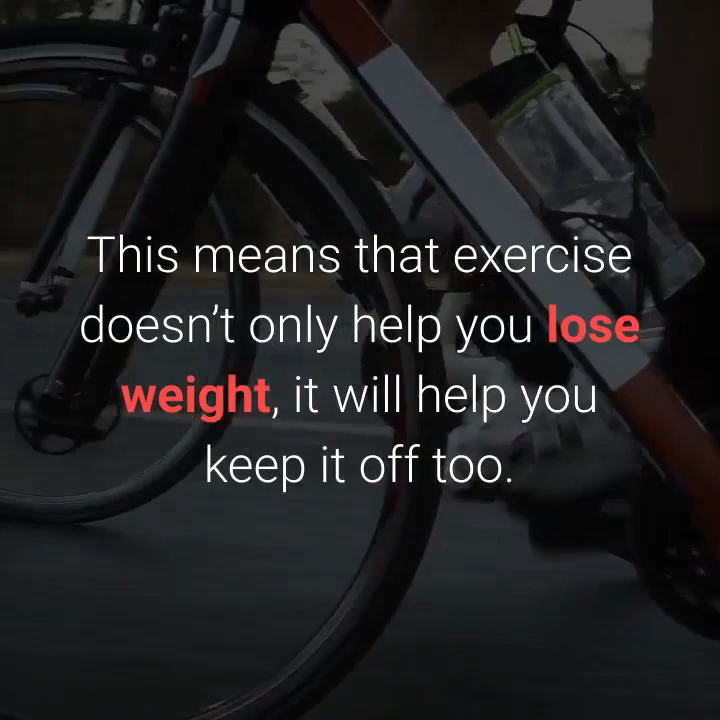 This means that exercise
doesn’t only help you lose
weight, it will help you
keep it off too.